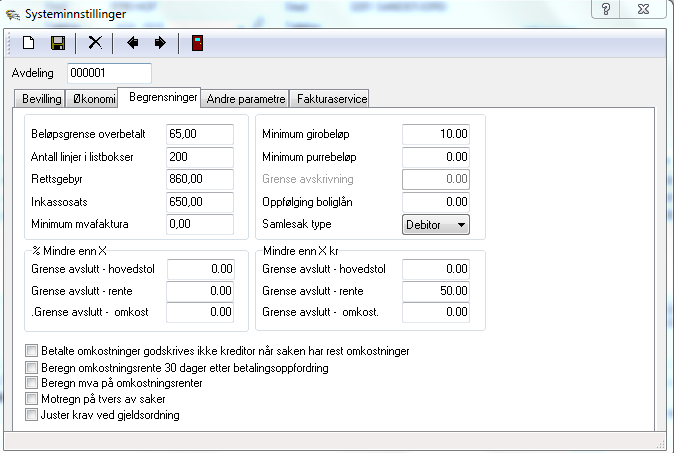 Systeminnstillinger
?
Avdeling 000001
Bevilling Økonomi Begrensninger Andre parametre Fakturaservice
Beløpsgrense overbetalt 65,00
Antall linjer i listbokser 200
Rettsgebyr 860,00
Inkassosats 650,00
Minimum mvafaktura 0,00
Minimum girobeløp 10.00
Minimum purrebeløp 0.00
Grense avskrivning 0.00
Oppfølging boliglån 0.00
Samlesak type Debitor
% Mindre enn X
Grense avslutt - hovedstol 0.00
Grense avslutt - rente 0.00
.Grense avslutt - omkost 0.00
Mindre enn X kr
Grense avslutt - hovedstol 0.00
Grense avslutt - rente 50.00
Grense avslutt - omkost. 0.00
Betalte omkostninger godskrives ikke kreditor når saken har rest omkostninger
Beregn omkostningsrente 30 dager etter betalingsoppfordring
Beregn mva på omkostningsrenter
Motregn på tvers av saker
Juster krav ved gjeldsordning